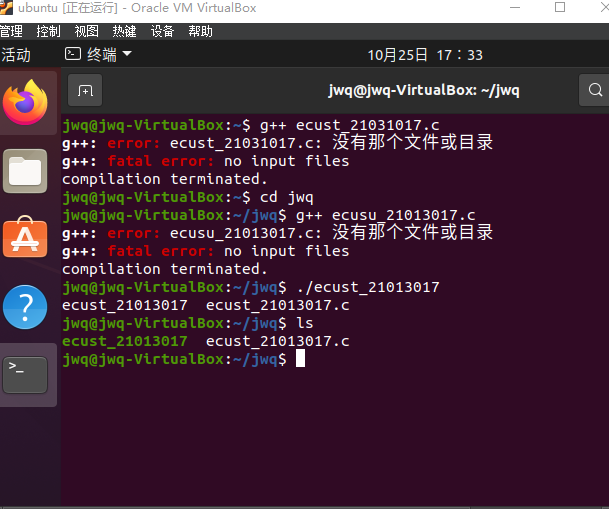 ubuntu [正在运行] - Oracle VM VirtualBox
管理 控制 视图 热键 设备 帮助
活动 终端 10月25日 17：33
jwq@jwq-VirtualBox: ~/jwq
jwq@jwq-VirtualBox:~$ g++ ecust_21031017.c
g++: error: ecust_21031017.c: 没有那个文件或目录
g++: fatal error: no input files
compilation terminated.
jwq@jwq-VirtualBox:~$ cd jwq
jwq@jwq-VirtualBox:~/jwq$ g++ ecusu_21013017.c
g++: error: ecusu_21013017.c: 没有那个文件或目录
g++: fatal error: no input files
compilation terminated.
jwq@jwq-VirtualBox:~/jwq$ ./ecust_21013017
ecust_21013017  ecust_21013017.c
jwq@jwq-VirtualBox:~/jwq$ ls
ecust_21013017  ecust_21013017.c
jwq@jwq-VirtualBox:~/jwq$